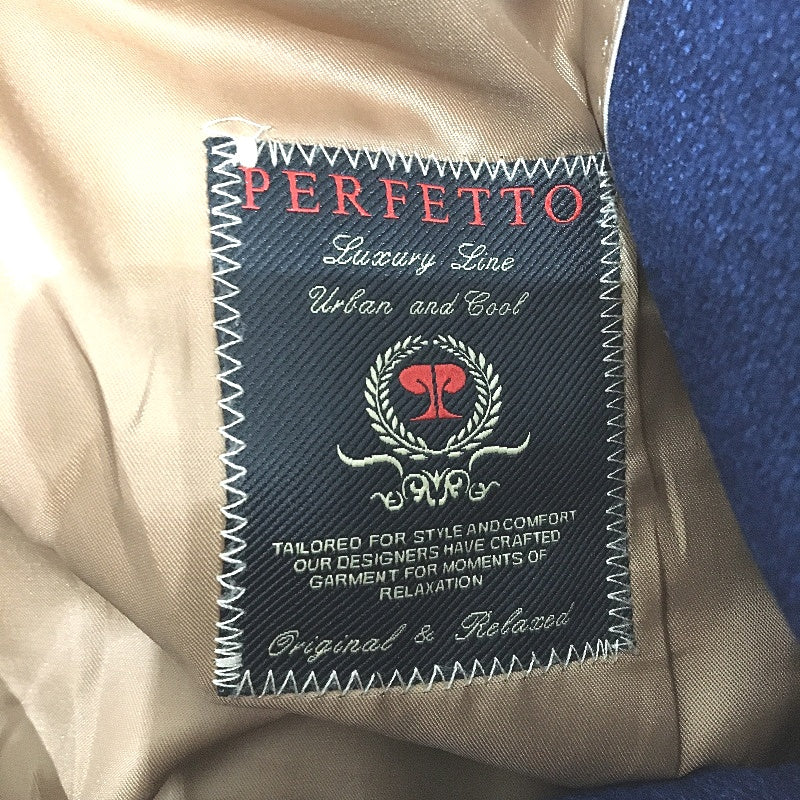 PERFETTO
Luxury Line
Urban and Cool
TAILORED FOR STYLE AND COMFORT
OUR DESIGNERS HAVE CRAFTED
GARMENT FOR MOMENTS OF
RELAXATION
Original & Relaxed